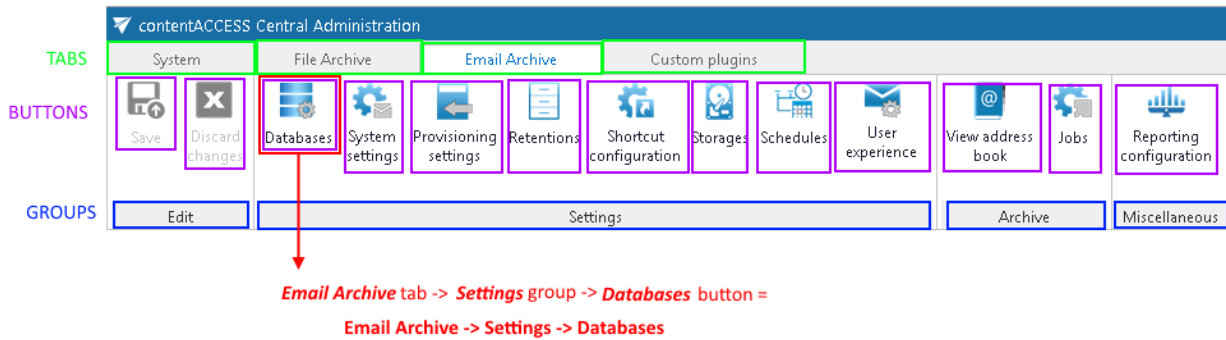 contentACCESS Central Administration
TABS
System
File Archive
Email Archive
Custom plugins
BUTTONS
Save
Discard
changes
Databases
System
settings
Provisioning
settings
Retentions
Shortcut
configuration
Storages
Schedules
User
experience
View address
book
Jobs
Reporting
configuration
GROUPS
Edit
Settings
Archive
Miscellaneous
Email Archive tab -> Settings group -> Databases button =
Email Archive -> Settings -> Databases